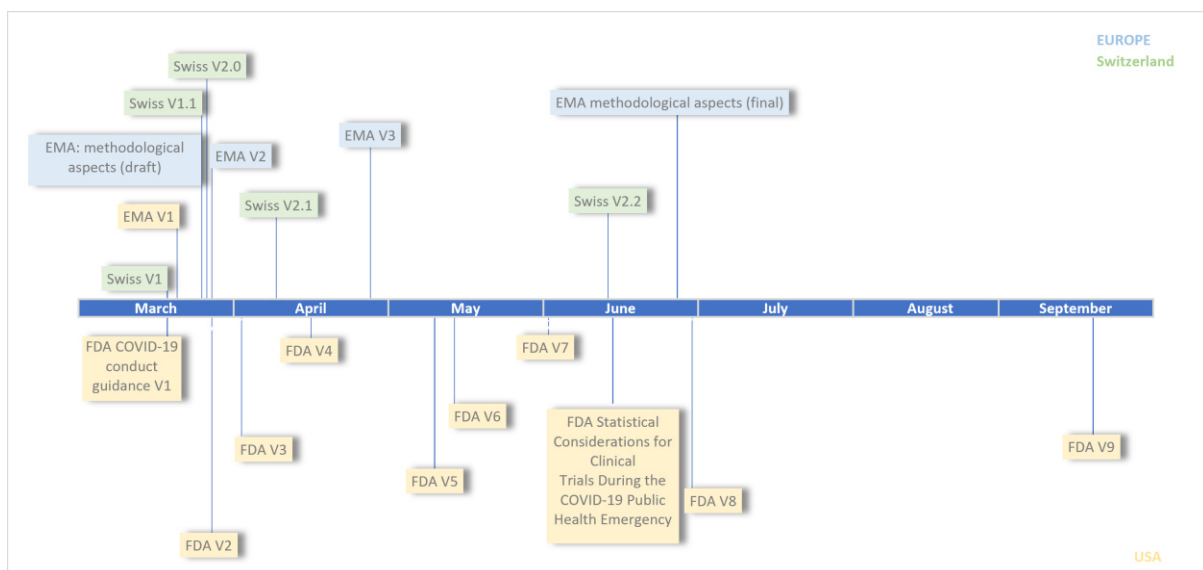 EUROPE
Switzerland
Swiss V2.0
Swiss V1.1
EMA methodological aspects (final)
EMA: methodological
aspects (draft)
EMA V2
EMA V3
EMA V1
Swiss V2.1
Swiss V2.2
Swiss V1
March
April
May
June
July
August
September
FDA COVID-19
conduct
guidance V1
FDA V4
FDA V7
FDA V6
FDA V3
FDA V5
FDA Statistical
Considerations for
Clinical
Trials During the
COVID-19 Public
Health Emergency
FDA V9
FDA V8
FDA V2
USA